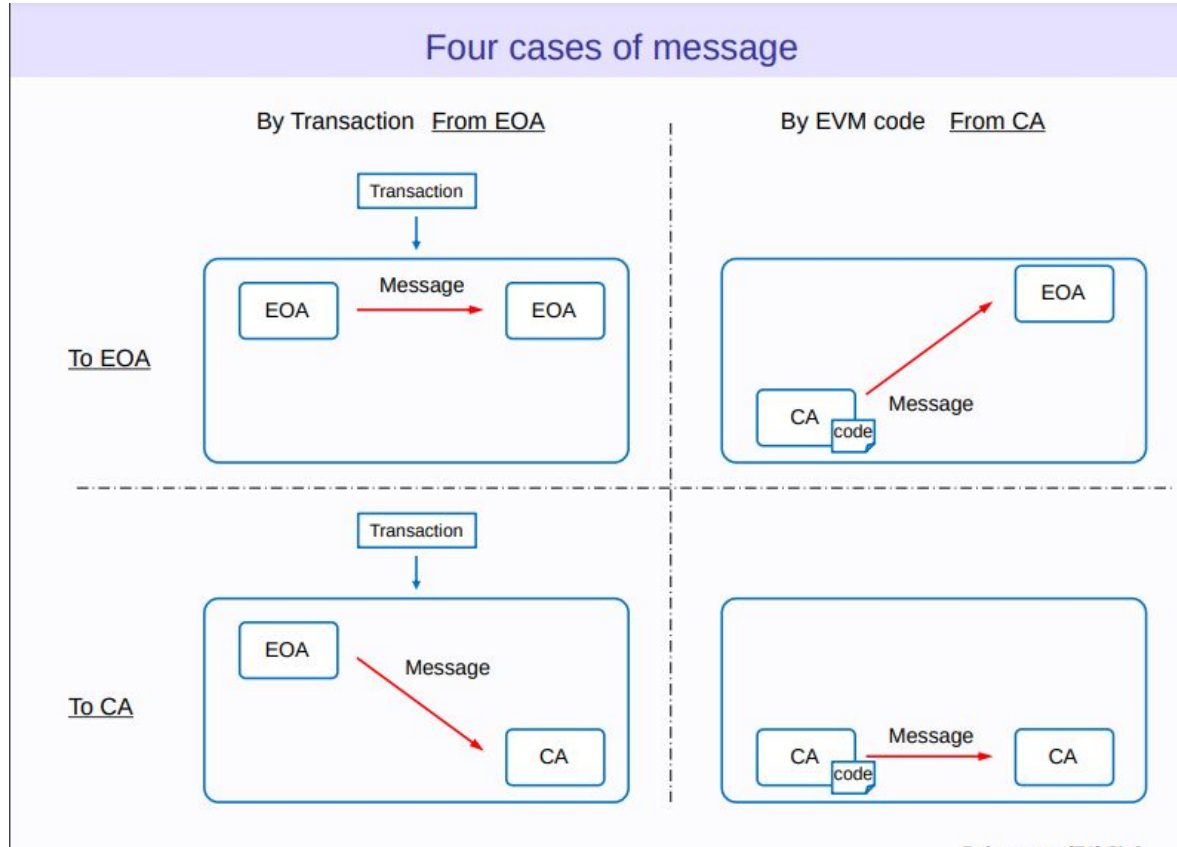 Four cases of message
By Transaction From EOA
By EVM code From CA
Transaction
Message
EOA
EOA
To EOA
EOA
Message
CA
code
Transaction
EOA
Message
To CA
CA
Message
CA
code
CA